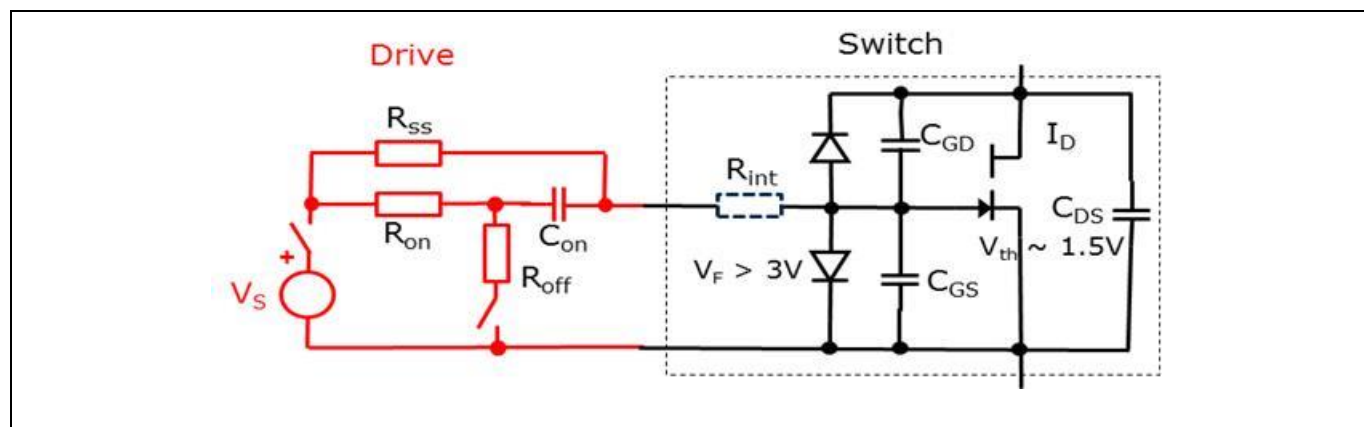 Drive
Switch
R_ss
R_on
C_on
R_off
+
V_S
R_int
V_F > 3V
C_GD
C_GS
I_D
C_DS
V_th ~ 1.5V